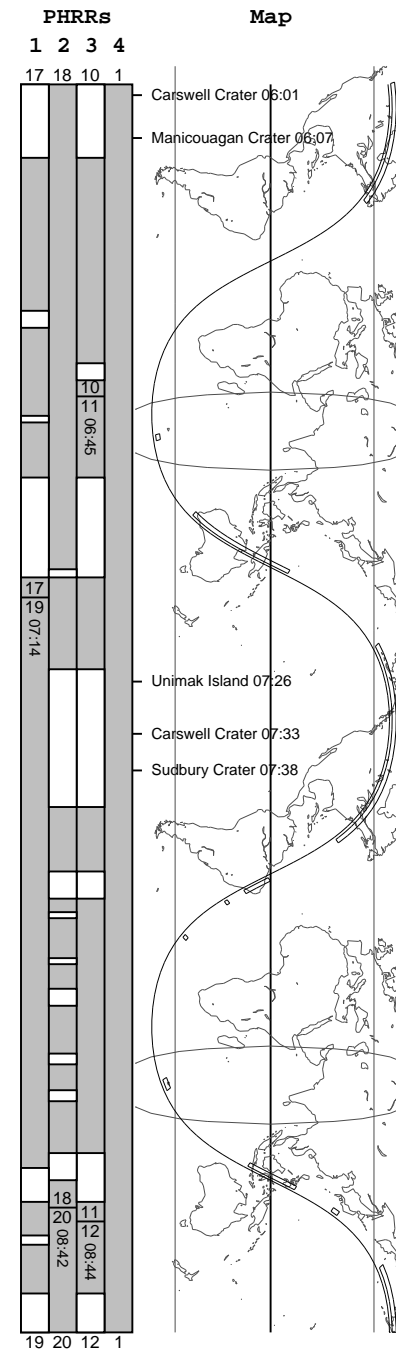 PHRRs Map
1 2 3 4
17 18 10 1
Carswell Crater 06:01
Manicouagan Crater 06:07
10
11
06:45
17
19
07:14
Unimak Island 07:26
Carswell Crater 07:33
Sudbury Crater 07:38
18 11
20 12
08:42 08:44
19 20 12 1